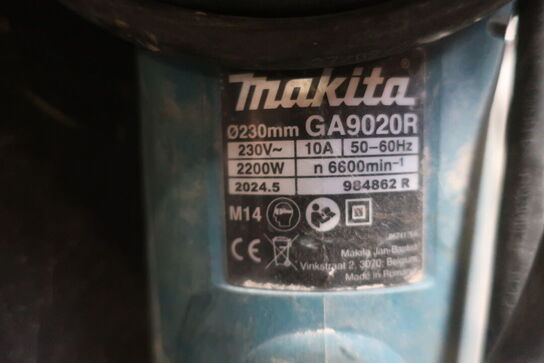 makita
Ø230mm GA9020R
230V~ 10A 50-60Hz
2200W n 6600min⁻¹
2024.5 984862 R
M14
CE
Makita Jan-Baptist
Vinkstraat 2, 3070, Belgium
Made in Romania